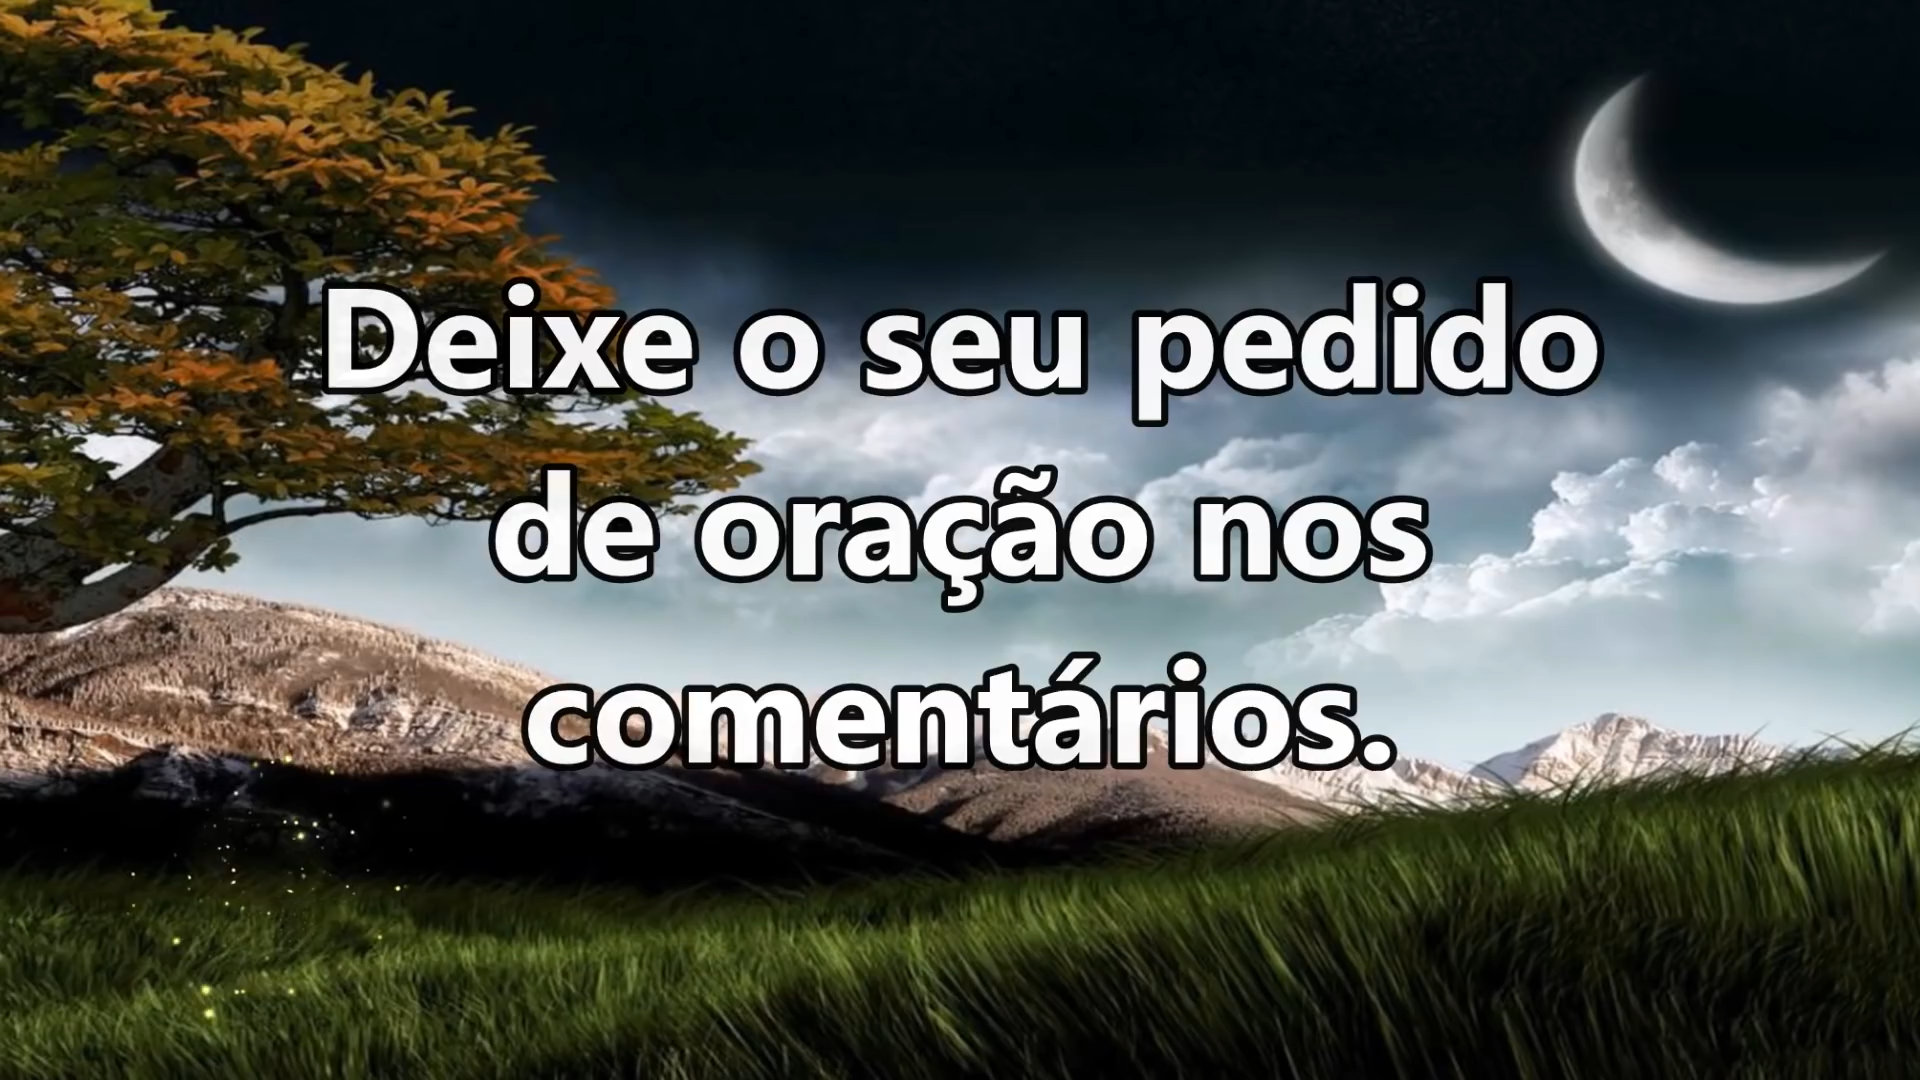 Deixe o seu pedido
de oração nos
comentários.